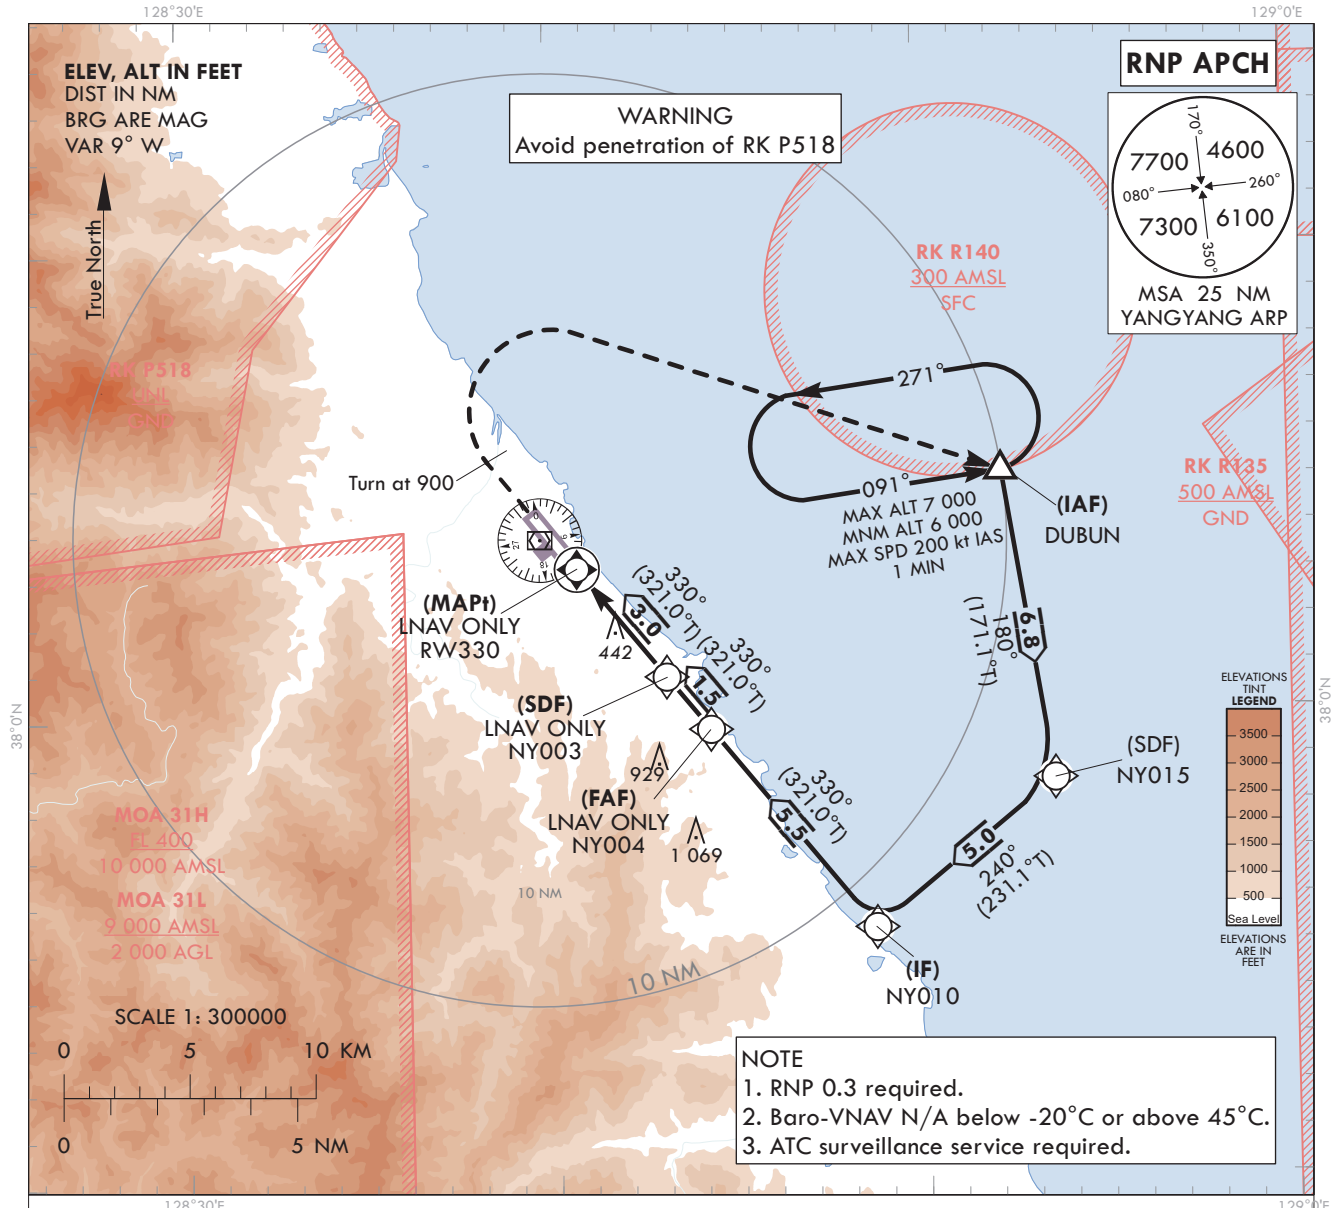 128°30'E
129°0'E
ELEV, ALT IN FEET
DIST IN NM
BRG ARE MAG
VAR 9° W
True North
WARNING
Avoid penetration of RK P518
RNP APCH
170°
7700
4600
080°
260°
7300
6100
350°
MSA 25 NM
YANGYANG ARP
RK R140
300 AMSL
SFC
RK P518
UNL
GND
271°
091°
MAX ALT 7 000
MNM ALT 6 000
MAX SPD 200 kt IAS
1 MIN
(IAF)
DUBUN
RK R135
500 AMSL
GND
Turn at 900
0
9
18
27
(MAPt)
LNAV ONLY
RW330
330°
(321.0°T)
3.0
442
330°
(321.0°T)
1.5
180°
(171.1°T)
6.8
(SDF)
LNAV ONLY
NY003
929
(FAF)
LNAV ONLY
NY004
1 069
330°
(321.0°T)
5.5
(SDF)
NY015
5.0
240°
(231.1°T)
(IF)
NY010
38°0'N
38°0'N
ELEVATIONS
TINT
LEGEND
3500
3000
2500
2000
1500
1000
500
Sea Level
ELEVATIONS
ARE IN
FEET
MOA 31H
FL 400
10 000 AMSL
MOA 31L
9 000 AMSL
2 000 AGL
10 NM
10 NM
SCALE 1: 300000
0 5 10 KM
0 5 NM
NOTE
1. RNP 0.3 required.
2. Baro-VNAV N/A below -20°C or above 45°C.
3. ATC surveillance service required.
128°30'E
129°0'E